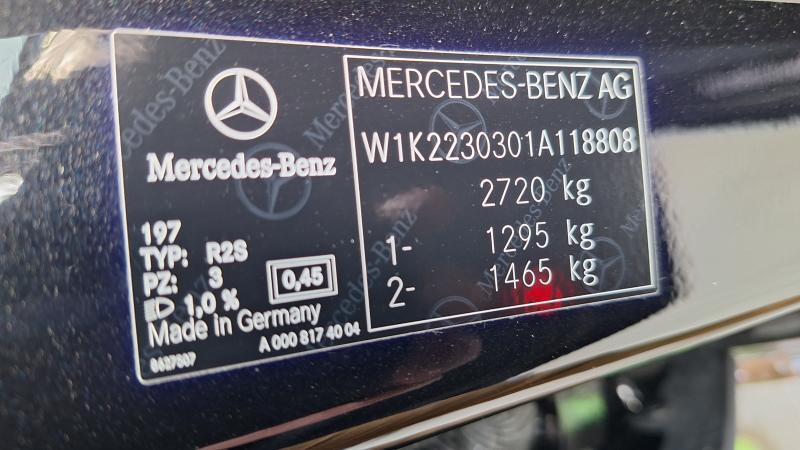 Mercedes-Benz
197
TYP: R2S
PZ: 3
0,45
1,0 %
Made in Germany
A 000 817 40 04
8627507
MERCEDES-BENZ AG
W1K2230301A118808
2720 kg
1- 1295 kg
2- 1465 kg